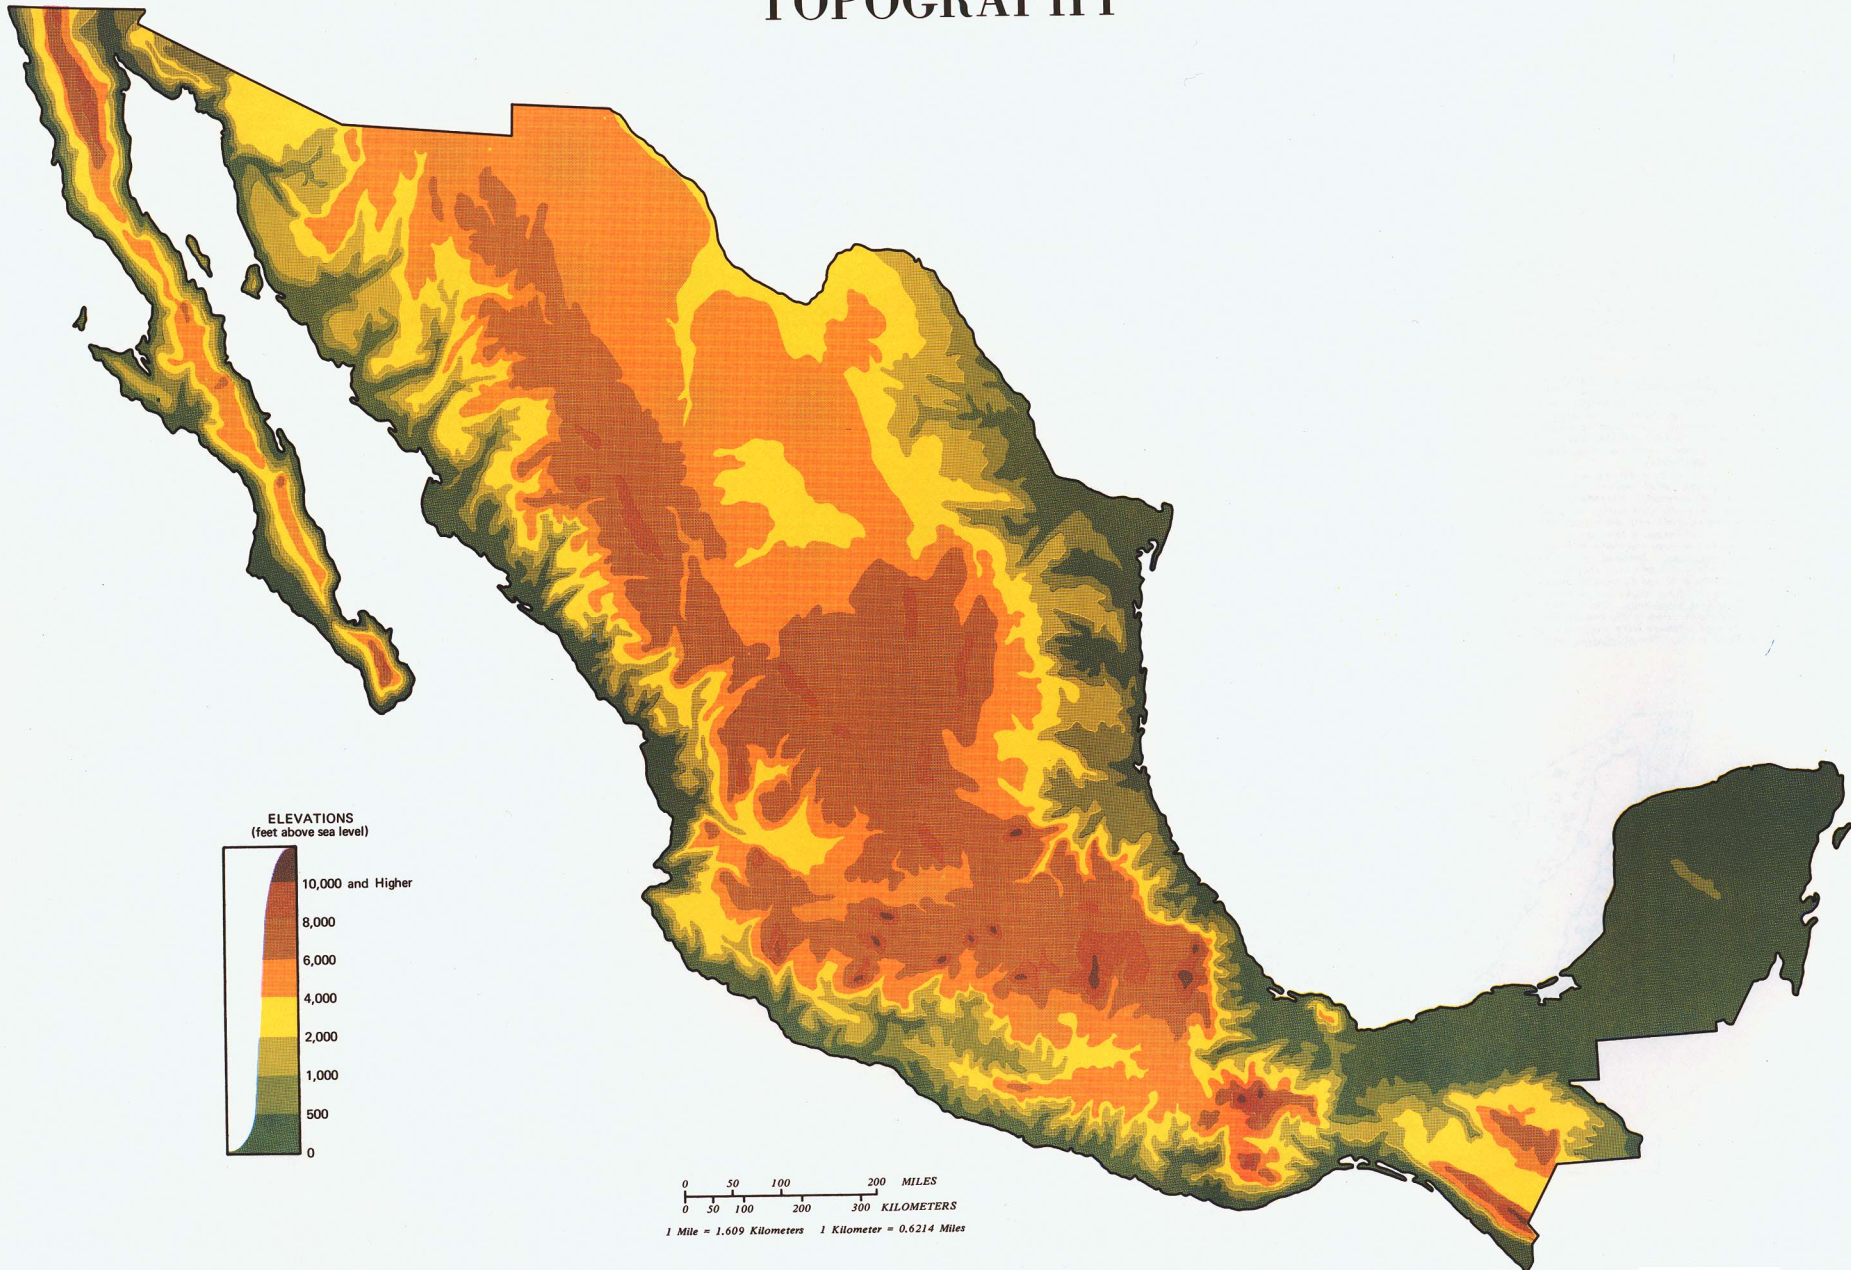 TOPOGRAPHY
ELEVATIONS
(feet above sea level)
10,000 and Higher
8,000
6,000
4,000
2,000
1,000
500
0
0 50 100 200 MILES
0 50 100 200 300 KILOMETERS
1 Mile = 1.609 Kilometers 1 Kilometer = 0.6214 Miles